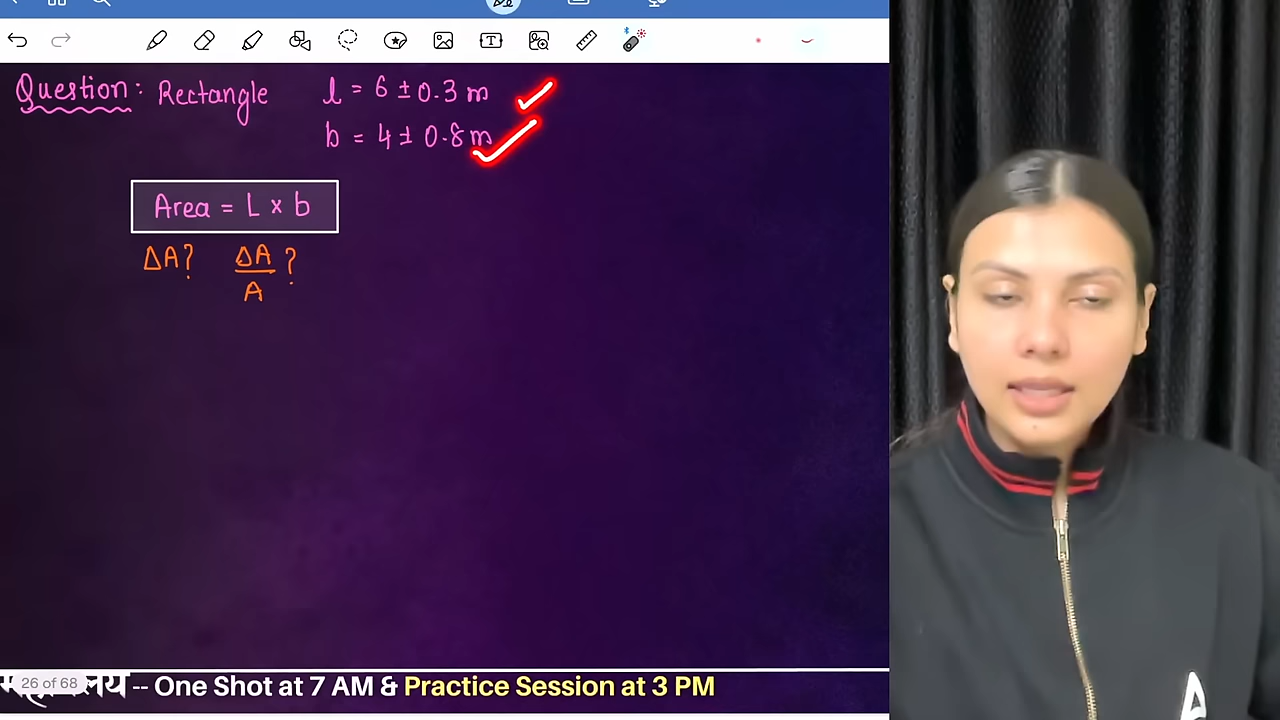 Question: Rectangle l = 6 ± 0.3 m
b = 4 ± 0.8 m
Area = L × b
ΔA? ΔA/A ?
26 of 68
-- One Shot at 7 AM & Practice Session at 3 PM